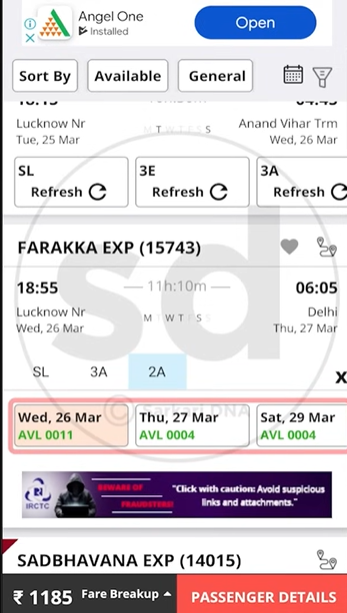 Angel One
Installed
Open
Sort By
Available
General
Lucknow Nr
Anand Vihar Trm
Tue, 25 Mar
Wed, 26 Mar
SL
Refresh
3E
Refresh
3A
Refresh
FARAKKA EXP (15743)
18:55
11h:10m
06:05
Lucknow Nr
Delhi
Wed, 26 Mar
M T W T F S S
Thu, 27 Mar
SL
3A
2A
X
© Sarkari DNA
Wed, 26 Mar
AVL 0011
Thu, 27 Mar
AVL 0004
Sat, 29 Mar
AVL 0004
IRCTC
BEWARE OF
FRAUDSTERS!
"Click with caution: Avoid suspicious
links and attachments."
SADBHAVANA EXP (14015)
₹ 1185
Fare Breakup
PASSENGER DETAILS
sd